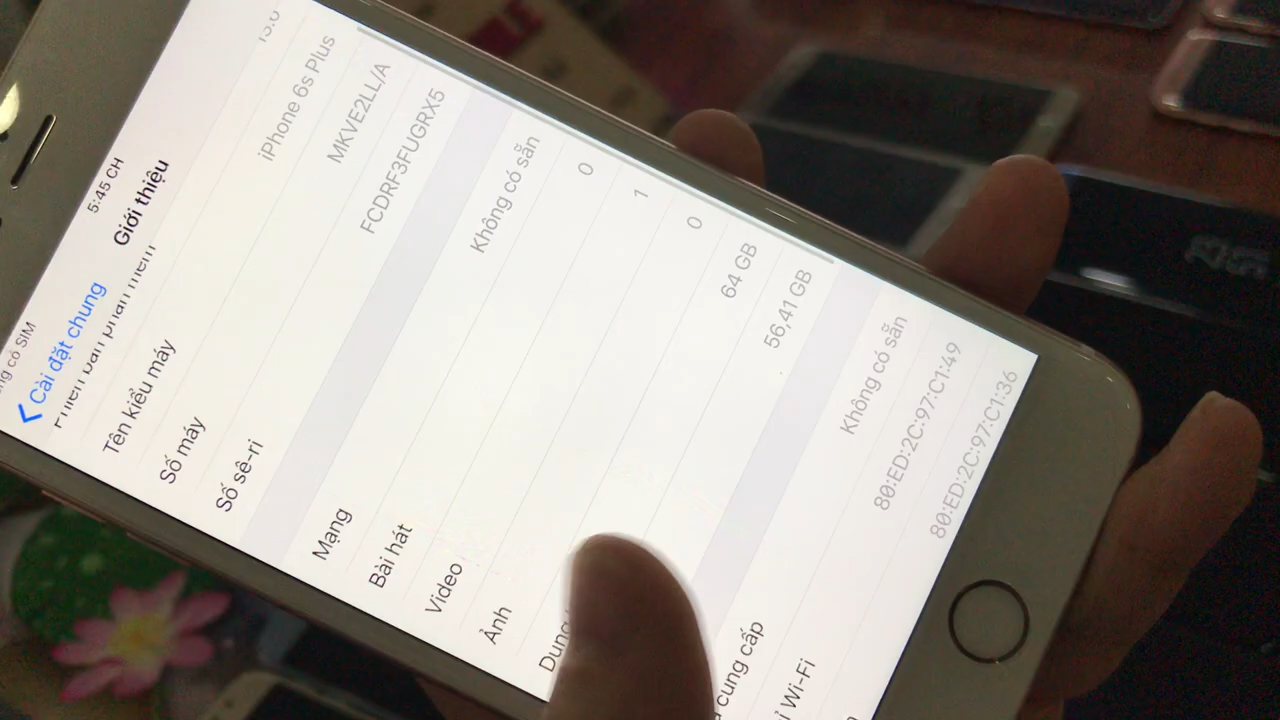 có SIM
5:45 CH
Cài đặt chung
Giới thiệu
Tên kiểu máy iPhone 6s Plus
Số máy MKVE2LL/A
Số sê-ri FCDRF3FUGRX5
Mạng Không có sẵn
Bài hát 0
Video 1
Ảnh 0
64 GB
56,41 GB
cung cấp Không có sẵn
Wi-Fi 80:ED:2C:97:C1:49
80:ED:2C:97:C1:36